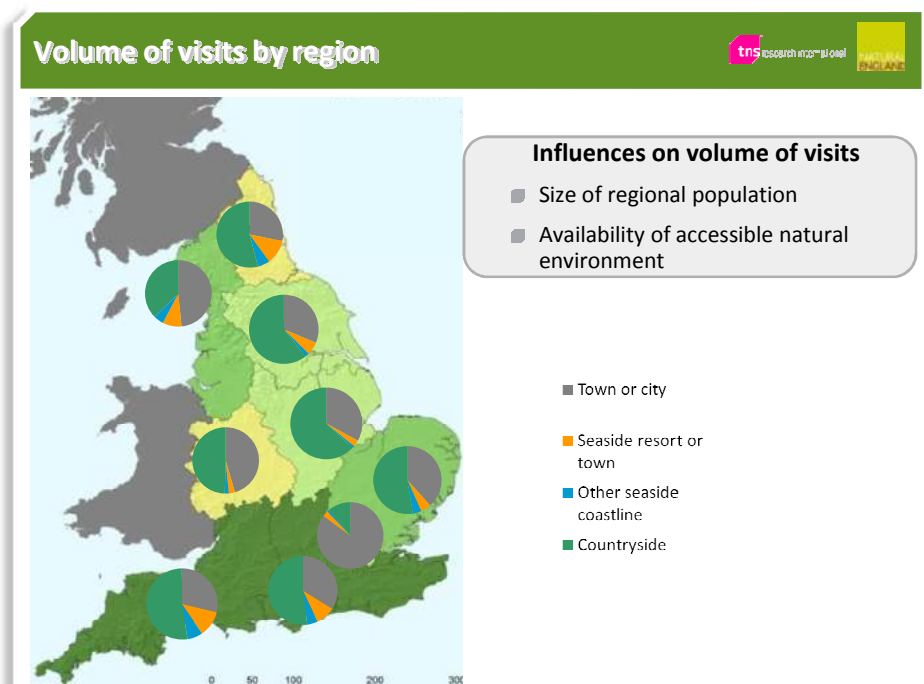 Volume of visits by region
tns research international
NATURAL
ENGLAND
Influences on volume of visits
Size of regional population
Availability of accessible natural
environment
Town or city
Seaside resort or
town
Other seaside
coastline
Countryside
0 50 100 200 300